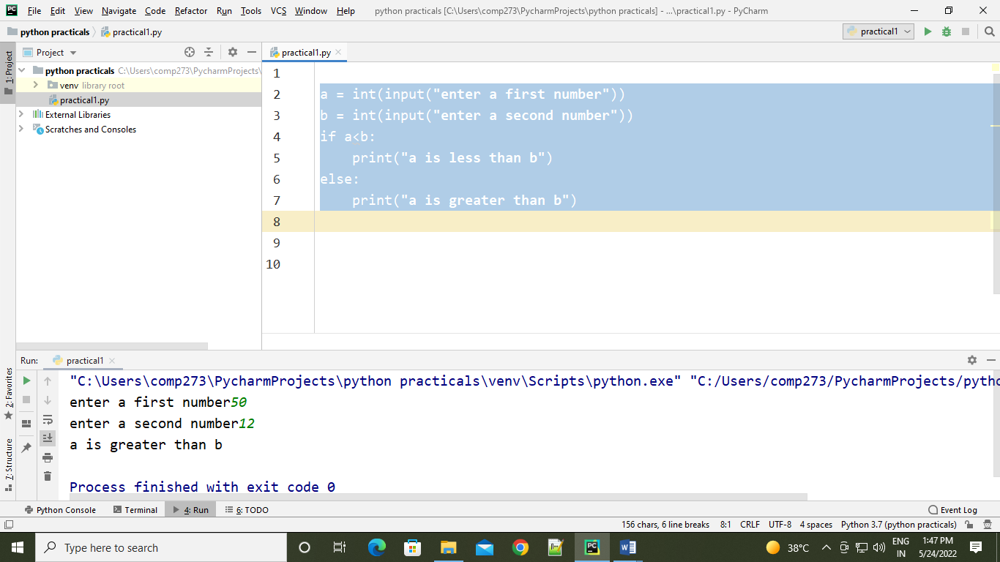 PC File Edit View Navigate Code Refactor Run Tools VCS Window Help python practicals [C:\Users\comp273\PycharmProjects\python practicals] - ...\practical1.py - PyCharm
python practicals practical1.py practical1
1: Project Project practical1.py
python practicals C:\Users\comp273\PycharmProjects\
venv library root
practical1.py
External Libraries
Scratches and Consoles
1
2 a = int(input("enter a first number"))
3 b = int(input("enter a second number"))
4 if a<b:
5     print("a is less than b")
6 else:
7     print("a is greater than b")
8
9
10
Run: practical1
"C:\Users\comp273\PycharmProjects\python practicals\venv\Scripts\python.exe" "C:/Users/comp273/PycharmProjects/pytho
enter a first number50
enter a second number12
a is greater than b
Process finished with exit code 0
2: Favorites
7: Structure
Python Console Terminal 4: Run 6: TODO Event Log
156 chars, 6 line breaks 8:1 CRLF UTF-8 4 spaces Python 3.7 (python practicals)
Type here to search PC W 38°C ENG 1:47 PM
IN 5/24/2022